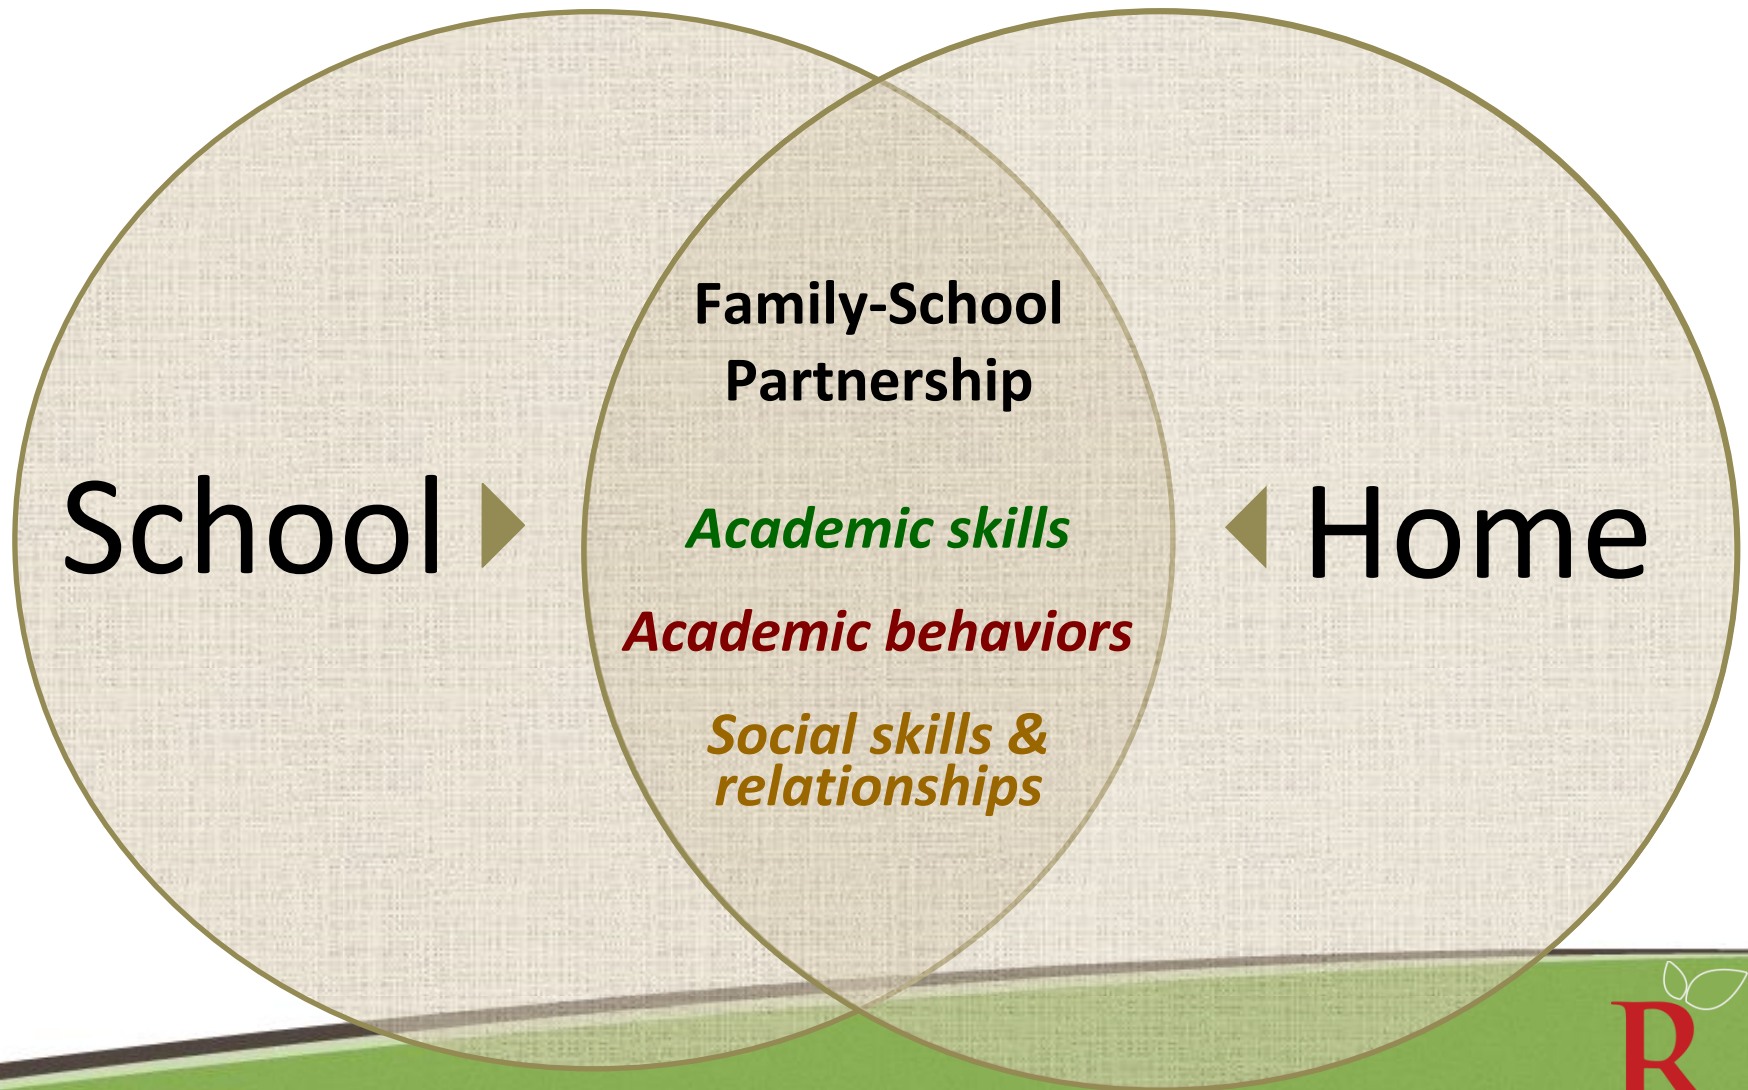 Family-School
Partnership
School
Academic skills
Home
Academic behaviors
Social skills &
relationships
R